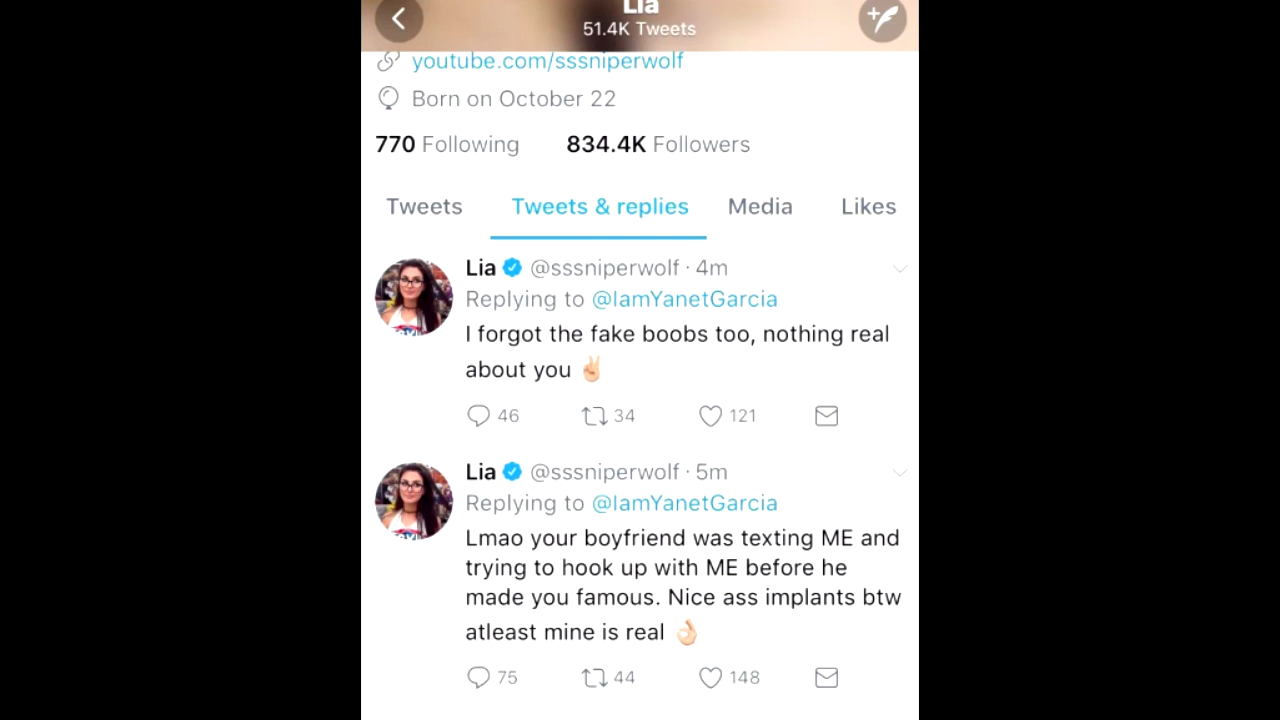 Lia
51.4K Tweets
youtube.com/sssniperwolf
Born on October 22
770 Following 834.4K Followers
Tweets Tweets & replies Media Likes
Lia @sssniperwolf · 4m
Replying to @IamYanetGarcia
I forgot the fake boobs too, nothing real
about you ✌🏻
46 34 121
Lia @sssniperwolf · 5m
Replying to @IamYanetGarcia
Lmao your boyfriend was texting ME and
trying to hook up with ME before he
made you famous. Nice ass implants btw
atleast mine is real 👌🏻
75 44 148